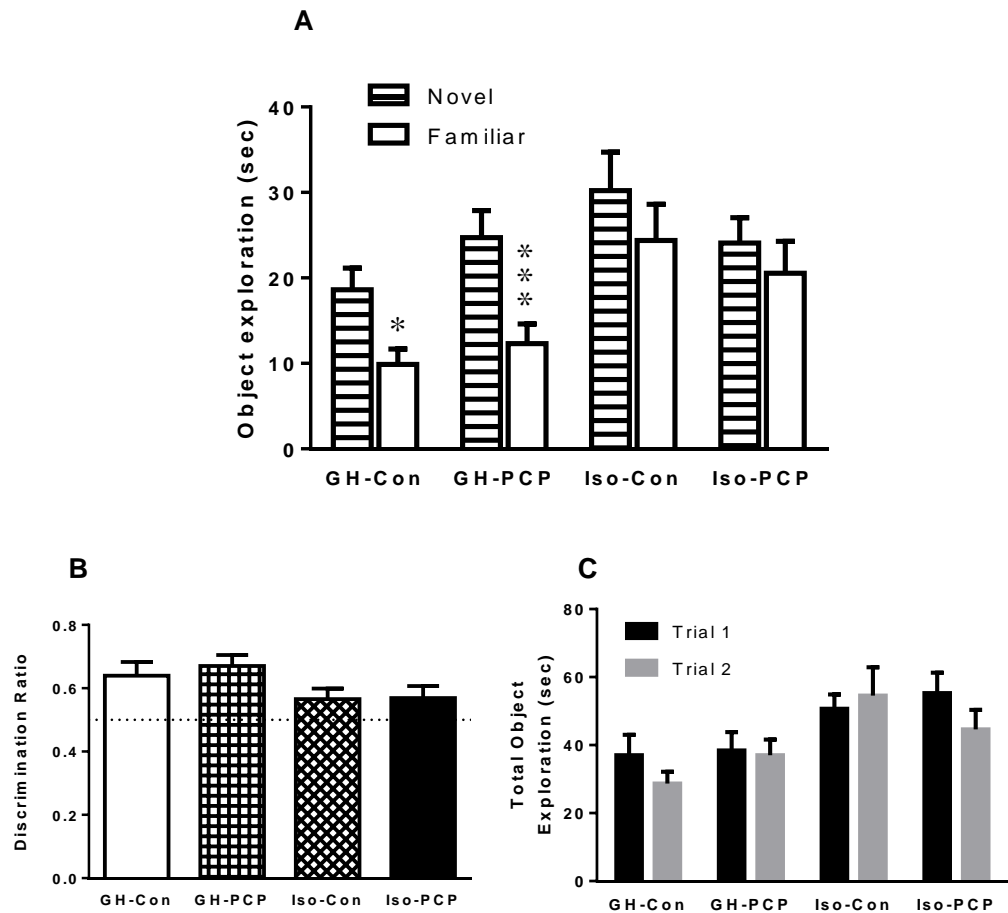 A
Novel
Familiar
Object exploration (sec)
40
30
20
10
0
*
***
GH-Con GH-PCP Iso-Con Iso-PCP
B
Discrimination Ratio
0.8
0.6
0.4
0.2
0.0
GH-Con GH-PCP Iso-Con Iso-PCP
C
Trial 1
Trial 2
Total Object
Exploration (sec)
80
60
40
20
0
GH-Con GH-PCP Iso-Con Iso-PCP